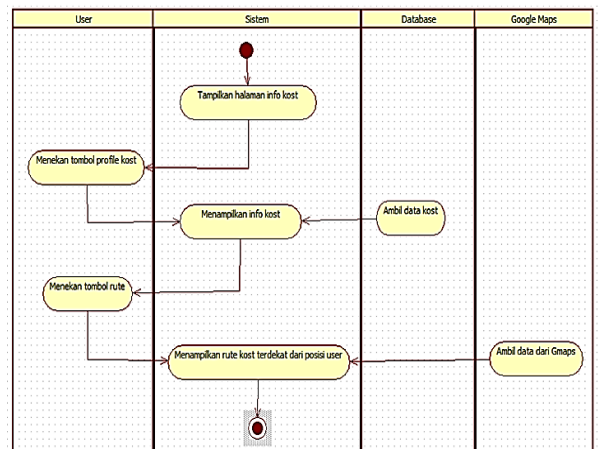 User
Sistem
Database
Google Maps
Tampilkan halaman info kost
Menekan tombol profile kost
Menampilkan info kost
Ambil data kost
Menekan tombol rute
Menampilkan rute kost terdekat dari posisi user
Ambil data dari Gmaps